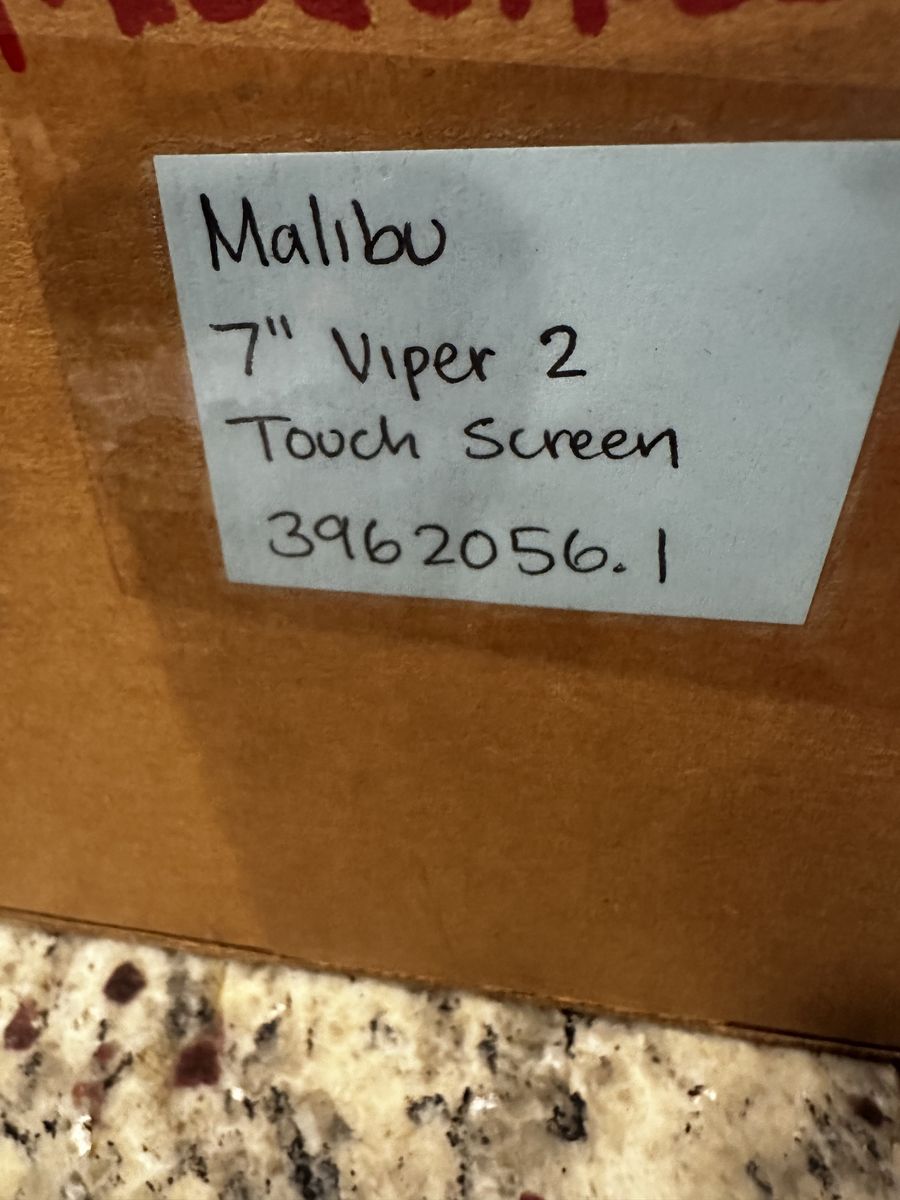 Malibu
7" Viper 2
Touch Screen
3962056.1